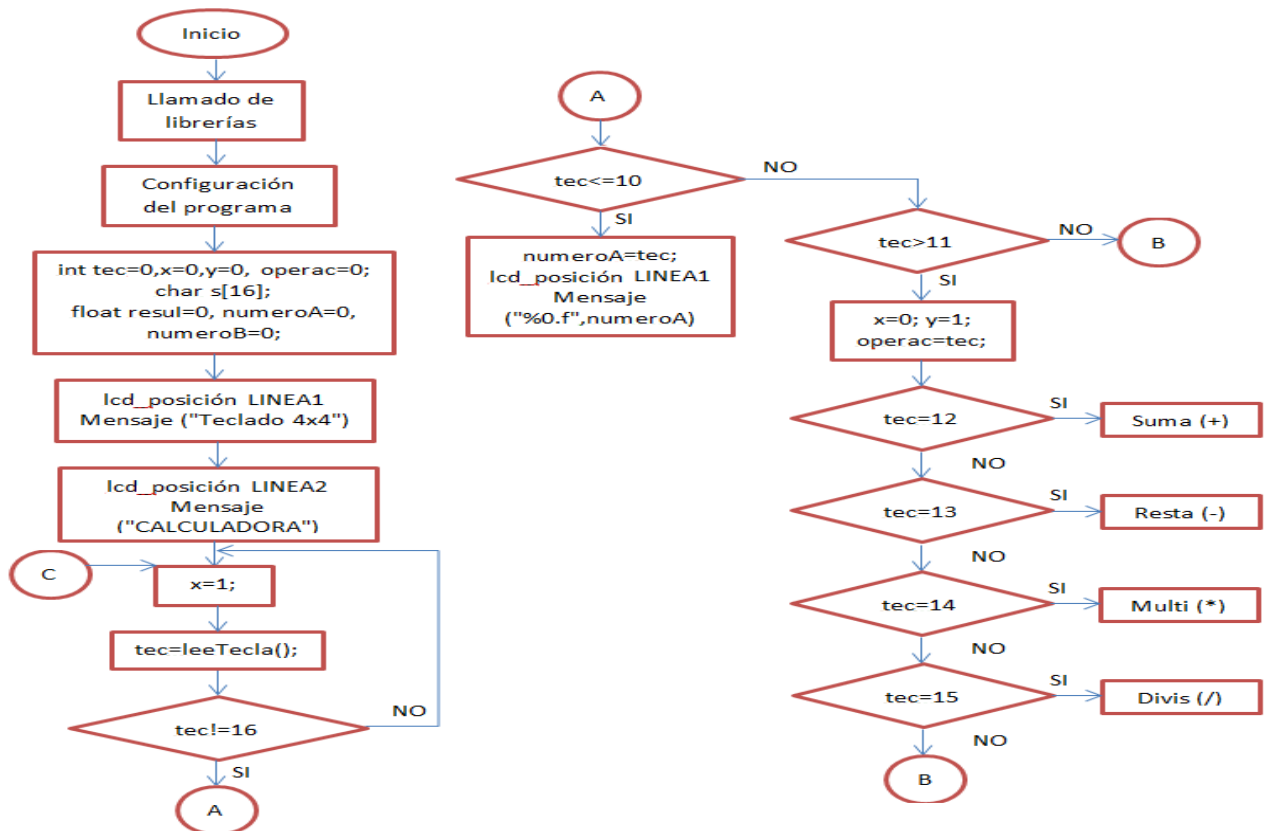 Inicio
Llamado de
librerías
Configuración
del programa
int tec=0,x=0,y=0, operac=0;
char s[16];
float resul=0, numeroA=0,
numeroB=0;
lcd_posición LINEA1
Mensaje ("Teclado 4x4")
lcd_posición LINEA2
Mensaje
("CALCULADORA")
C
x=1;
tec=leeTecla();
tec!=16
NO
SI
A
A
tec<=10
NO
SI
numeroA=tec;
lcd_posición LINEA1
Mensaje
("%0.f",numeroA)
tec>11
NO
B
SI
x=0; y=1;
operac=tec;
tec=12
SI
Suma (+)
NO
tec=13
SI
Resta (-)
NO
tec=14
SI
Multi (*)
NO
tec=15
SI
Divis (/)
NO
B